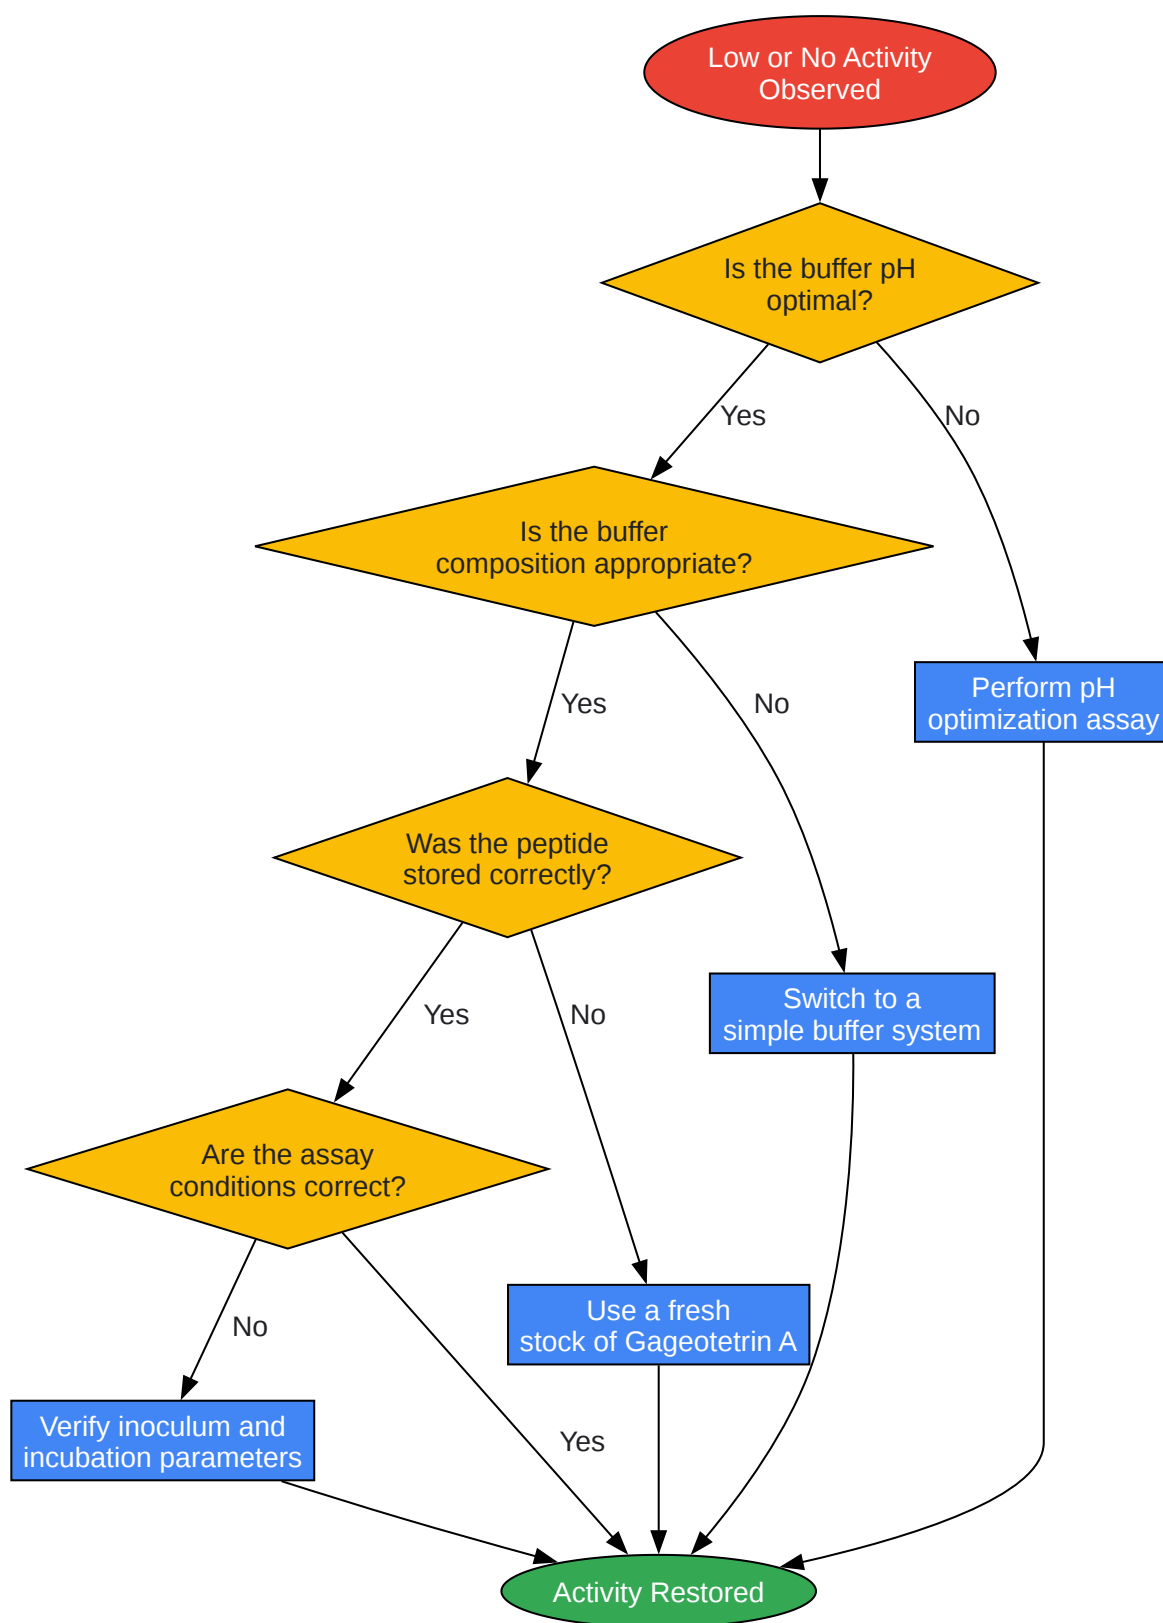 Low or No Activity
Observed
Is the buffer pH
optimal?
Yes
No
Is the buffer
composition appropriate?
Perform pH
optimization assay
Yes
No
Was the peptide
stored correctly?
Switch to a
simple buffer system
Yes
No
Are the assay
conditions correct?
Use a fresh
stock of Gageotetrin A
No
Verify inoculum and
incubation parameters
Yes
Activity Restored